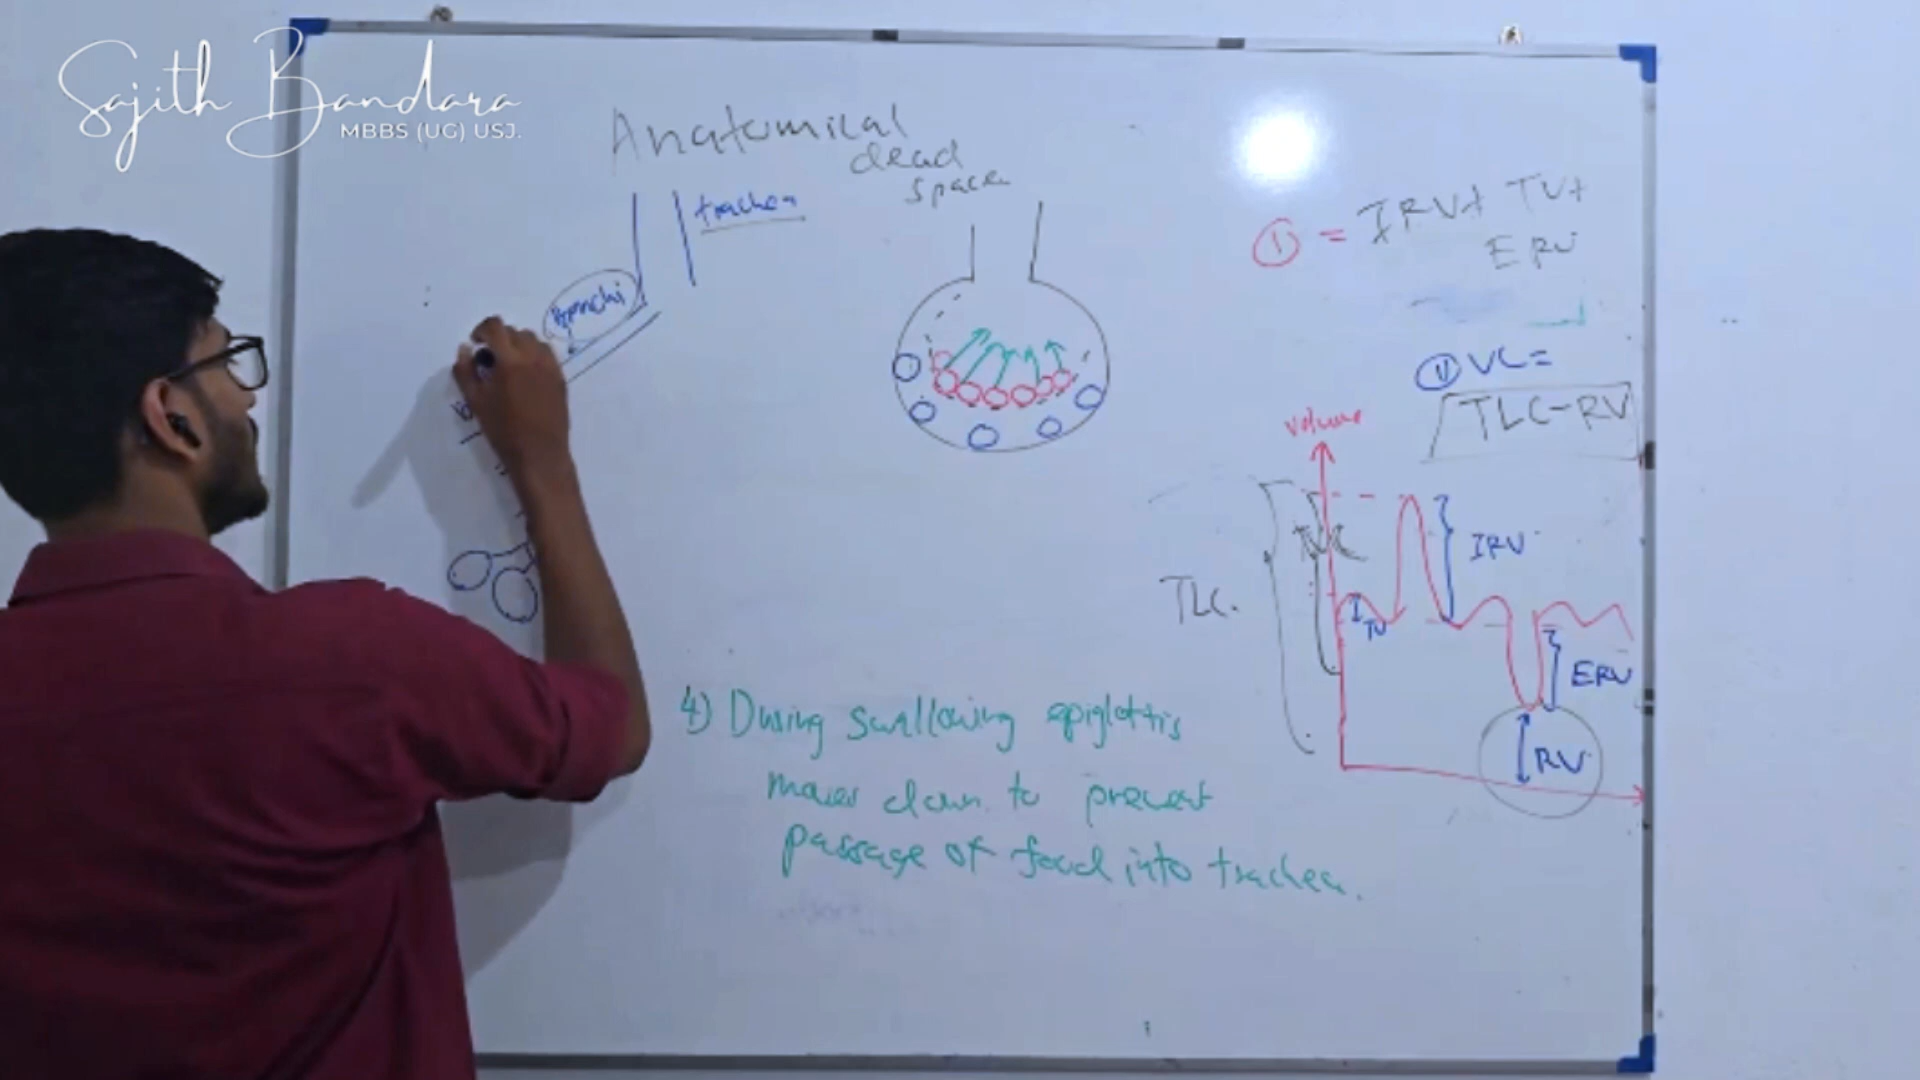 Sajith Bandara
MBBS (UG) USJ.
Anatomical
dead
space
trachea
bronchi
① = IRV+ TV+
ERV
② VC=
TLC-RV
volume
IRV
TLC.
TV
ERV
RV
4) During swallowing epiglottis
moves down to prevent
passage of food into trachea.